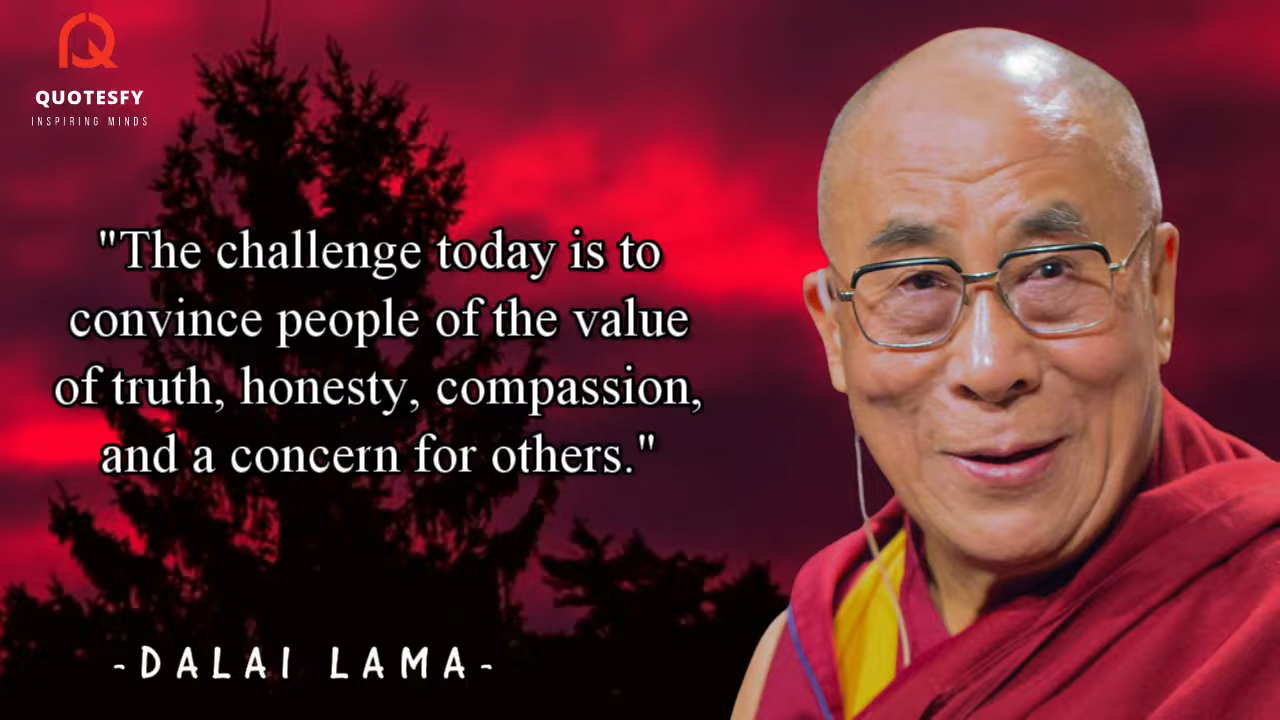 QUOTESFY
INSPIRING MINDS
"The challenge today is to
convince people of the value
of truth, honesty, compassion,
and a concern for others."
-DALAI LAMA-